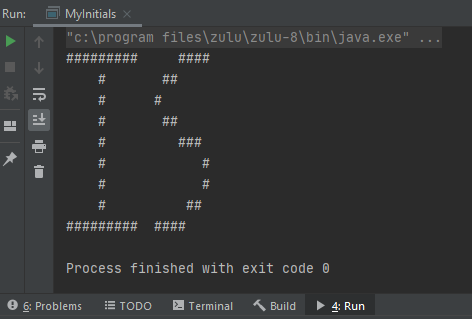 Run: MyInitials ×
"c:\program files\zulu\zulu-8\bin\java.exe" ...
#########     ####
    #       ##
    #      #
    #       ##
    #         ###
    #            #
    #            #
    #          ##
#########  ####
Process finished with exit code 0
6: Problems TODO Terminal Build 4: Run